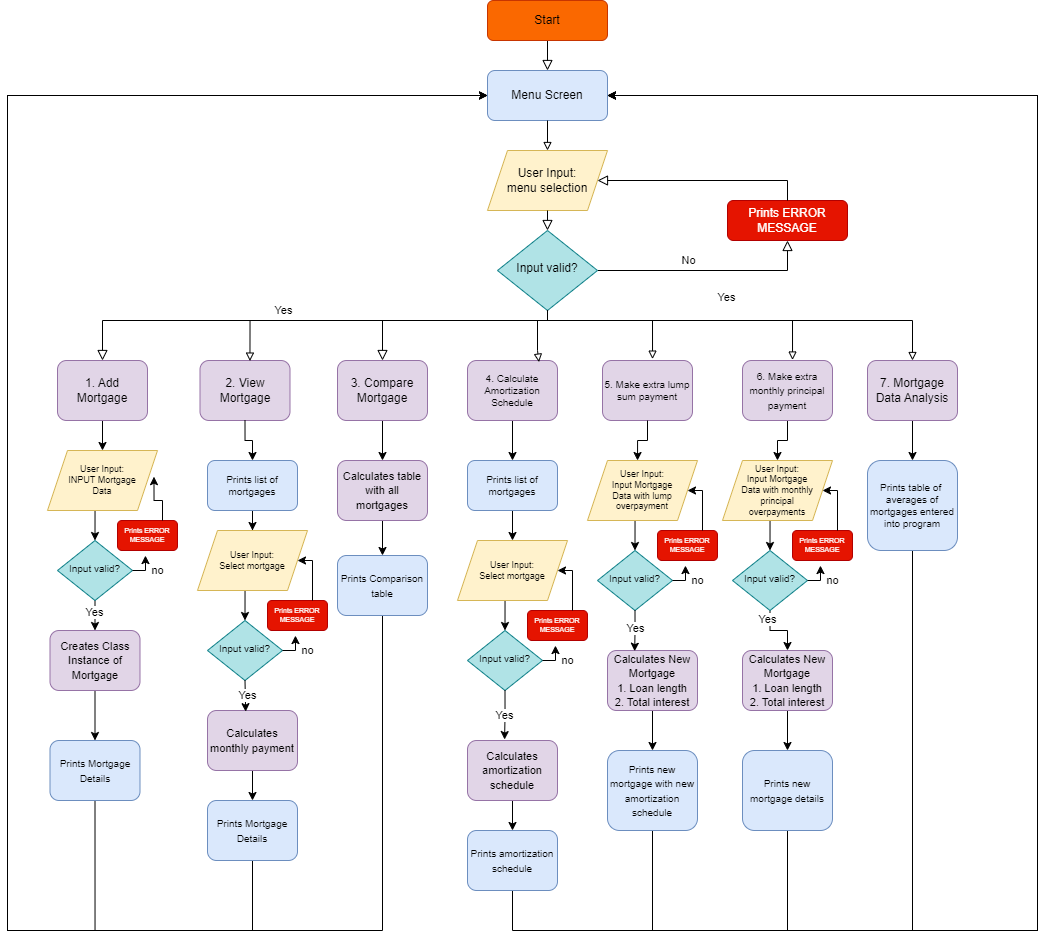 Start
Menu Screen
User Input:
menu selection
Prints ERROR
MESSAGE
Input valid?
No
Yes
Yes
1. Add
Mortgage
2. View
Mortgage
3. Compare
Mortgage
4. Calculate
Amortization
Schedule
5. Make extra lump
sum payment
6. Make extra
monthly principal
payment
7. Mortgage
Data Analysis
User Input:
INPUT Mortgage
Data
Prints ERROR
MESSAGE
Input valid?
no
Yes
Creates Class
Instance of
Mortgage
Prints Mortgage
Details
Prints list of
mortgages
User Input:
Select mortgage
Prints ERROR
MESSAGE
Input valid?
no
Yes
Calculates
monthly payment
Prints Mortgage
Details
Calculates table
with all
mortgages
Prints Comparison
table
Prints list of
mortgages
User Input:
Select mortgage
Prints ERROR
MESSAGE
Input valid?
no
Yes
Calculates
amortization
schedule
Prints amortization
schedule
User Input:
Input Mortgage
Data with lump
overpayment
Prints ERROR
MESSAGE
Input valid?
no
Yes
Calculates New
Mortgage
1. Loan length
2. Total interest
Prints new
mortgage with new
amortization
schedule
User Input:
Input Mortgage
Data with monthly
principal
overpayments
Prints ERROR
MESSAGE
Input valid?
no
Yes
Calculates New
Mortgage
1. Loan length
2. Total interest
Prints new
mortgage details
Prints table of
averages of
mortgages entered
into program